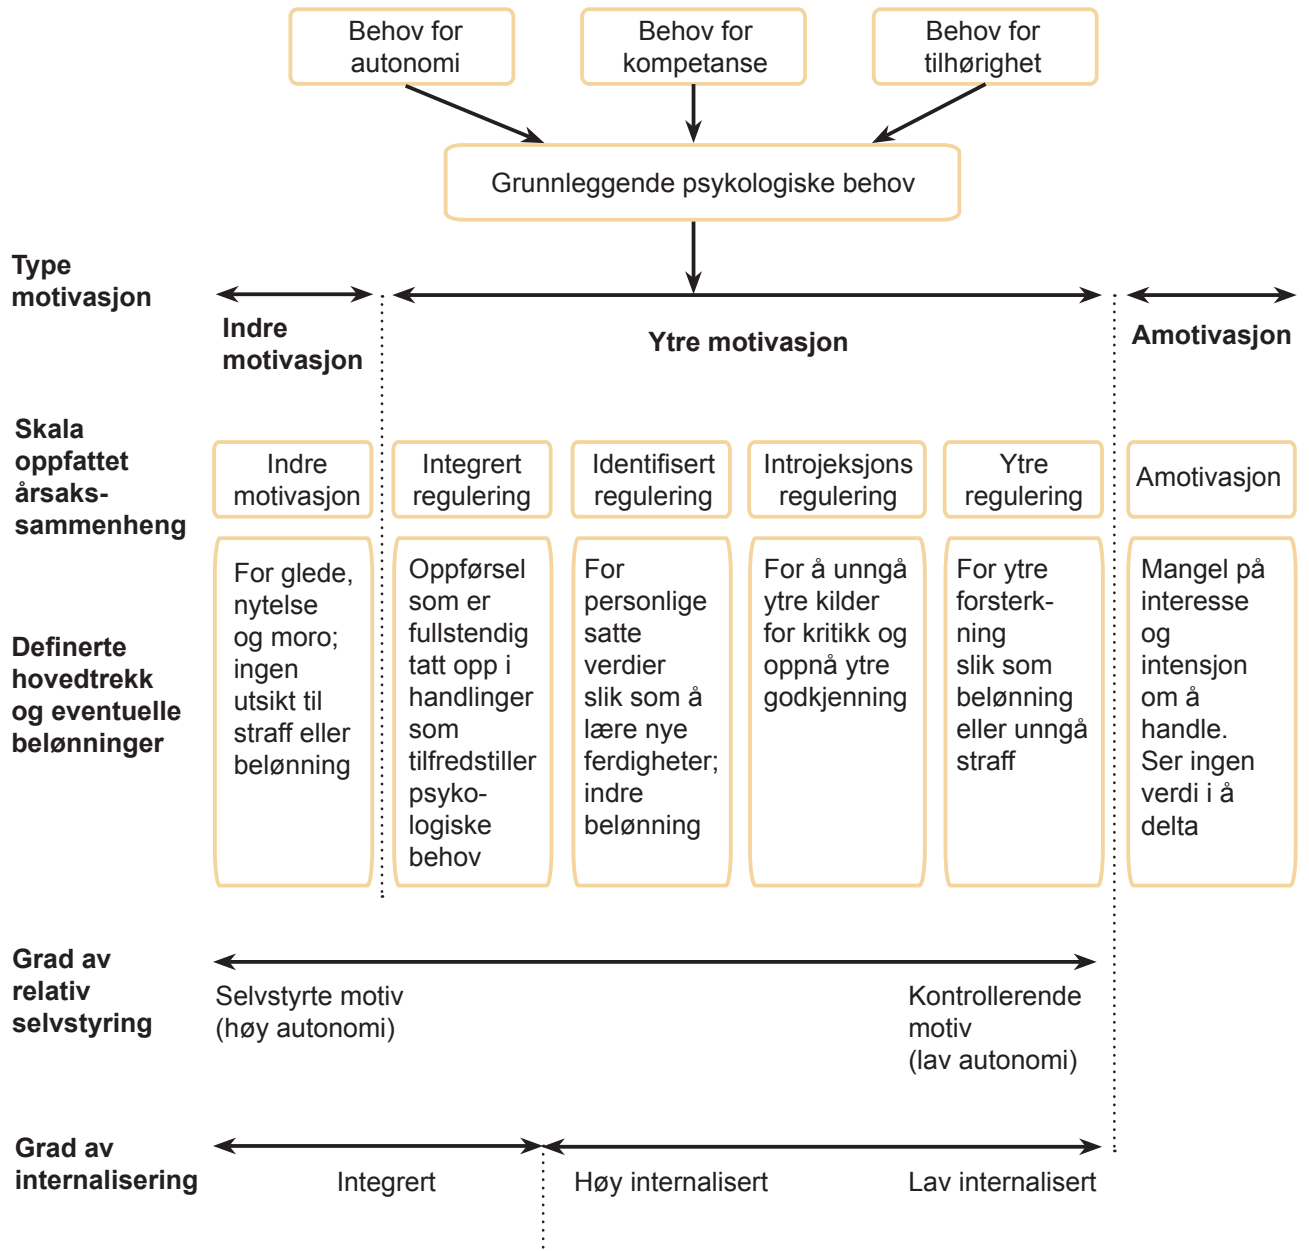 Behov for
autonomi
Behov for
kompetanse
Behov for
tilhørighet
Grunnleggende psykologiske behov
Type
motivasjon
Indre
motivasjon
Ytre motivasjon
Amotivasjon
Skala
oppfattet
årsaks-
sammenheng
Indre
motivasjon
Integrert
regulering
Identifisert
regulering
Introjeksjons
regulering
Ytre
regulering
Amotivasjon
Definerte
hovedtrekk
og eventuelle
belønninger
For glede,
nytelse
og moro;
ingen
utsikt til
straff eller
belønning
Oppførsel
som er
fullstendig
tatt opp i
handlinger
som
tilfredstiller
psyko-
logiske
behov
For
personlige
satte
verdier
slik som å
lære nye
ferdigheter;
indre
belønning
For å unngå
ytre kilder
for kritikk og
oppnå ytre
godkjenning
For ytre
forsterk-
ning
slik som
belønning
eller unngå
straff
Mangel på
interesse
og
intensjon
om å
handle.
Ser ingen
verdi i å
delta
Grad av
relativ
selvstyring
Selvstyrte motiv
(høy autonomi)
Kontrollerende
motiv
(lav autonomi)
Grad av
internalisering
Integrert
Høy internalisert
Lav internalisert